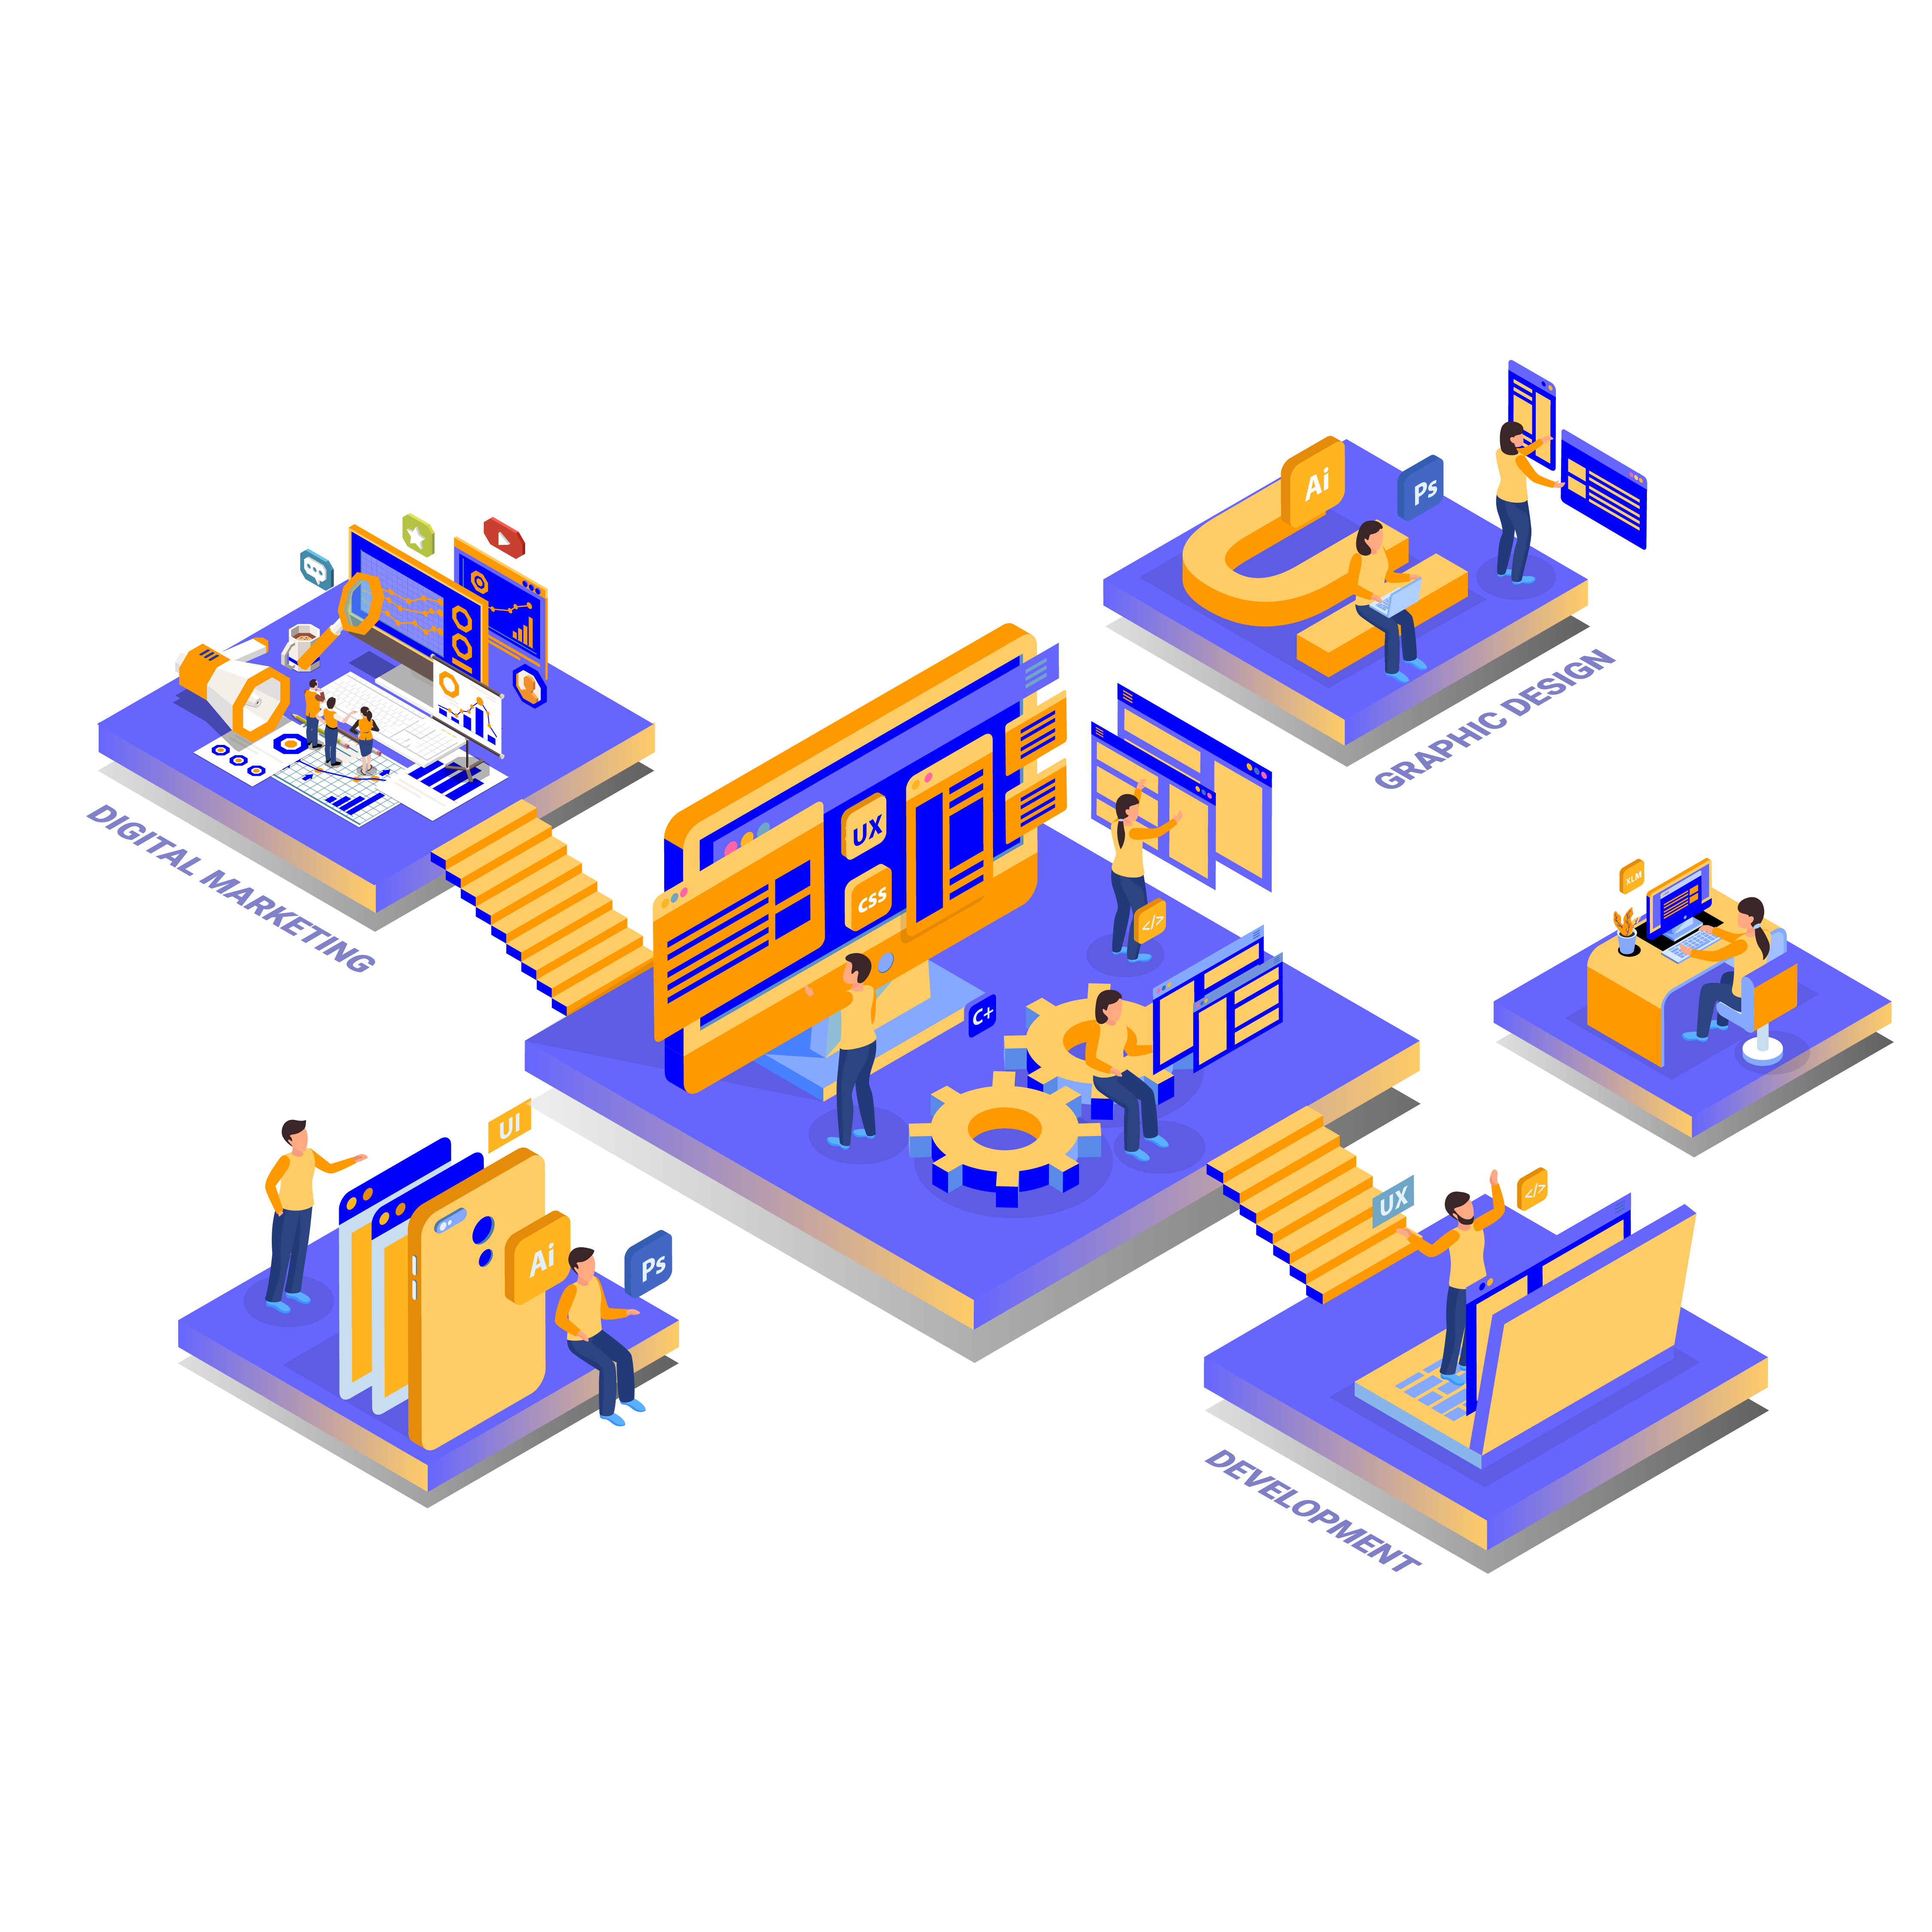 Ai
Ps
GRAPHIC DESIGN
DIGITAL MARKETING
UX
CSS
</>
C+
XLM
UI
Ai
Ps
UX
</>
DEVELOPMENT